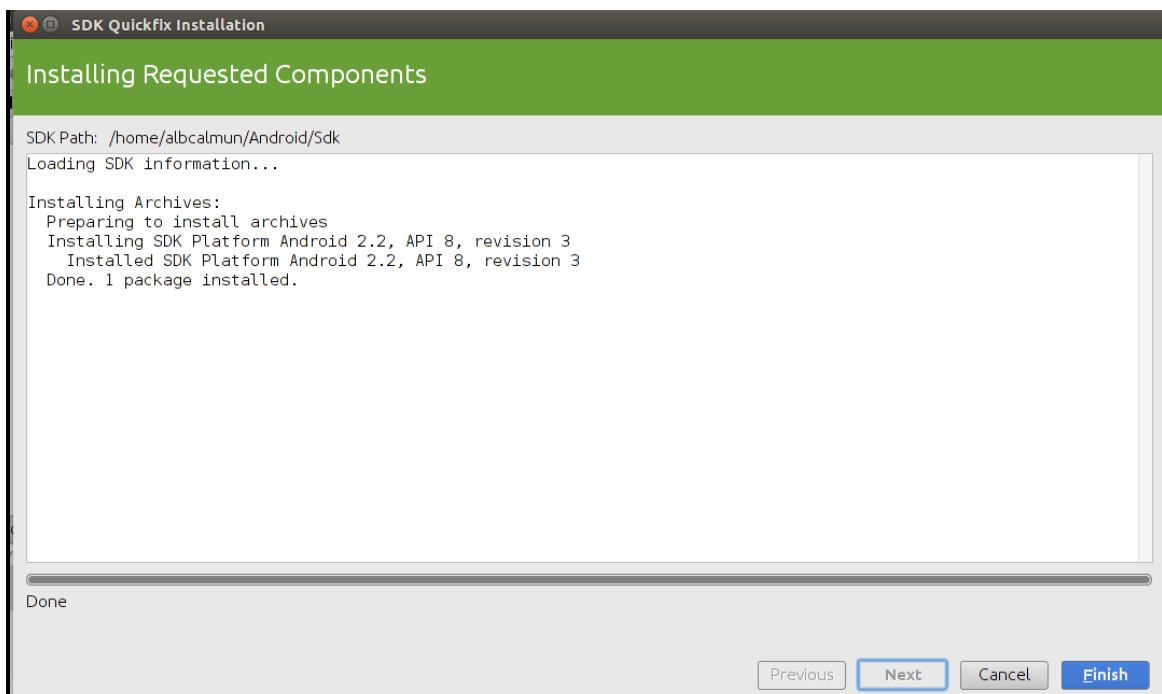 SDK Quickfix Installation
Installing Requested Components
SDK Path: /home/albcalmun/Android/Sdk
Loading SDK information...
Installing Archives:
Preparing to install archives
Installing SDK Platform Android 2.2, API 8, revision 3
Installed SDK Platform Android 2.2, API 8, revision 3
Done. 1 package installed.
Done
Previous Next Cancel Finish